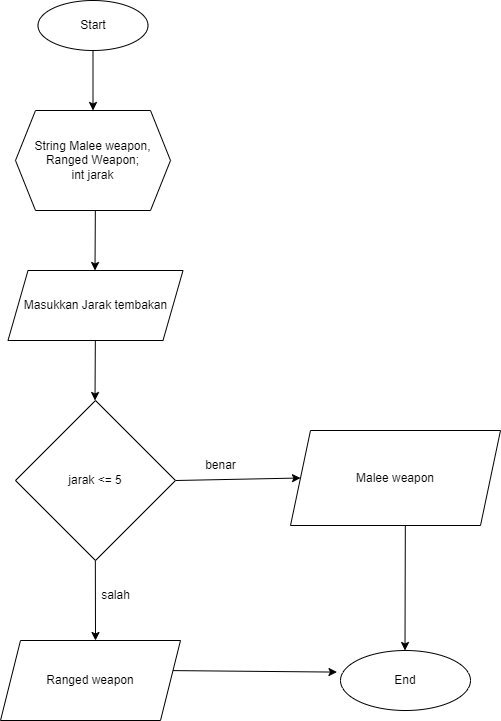 Start
String Malee weapon,
Ranged Weapon;
int jarak
Masukkan Jarak tembakan
jarak <= 5
benar
Malee weapon
salah
Ranged weapon
End